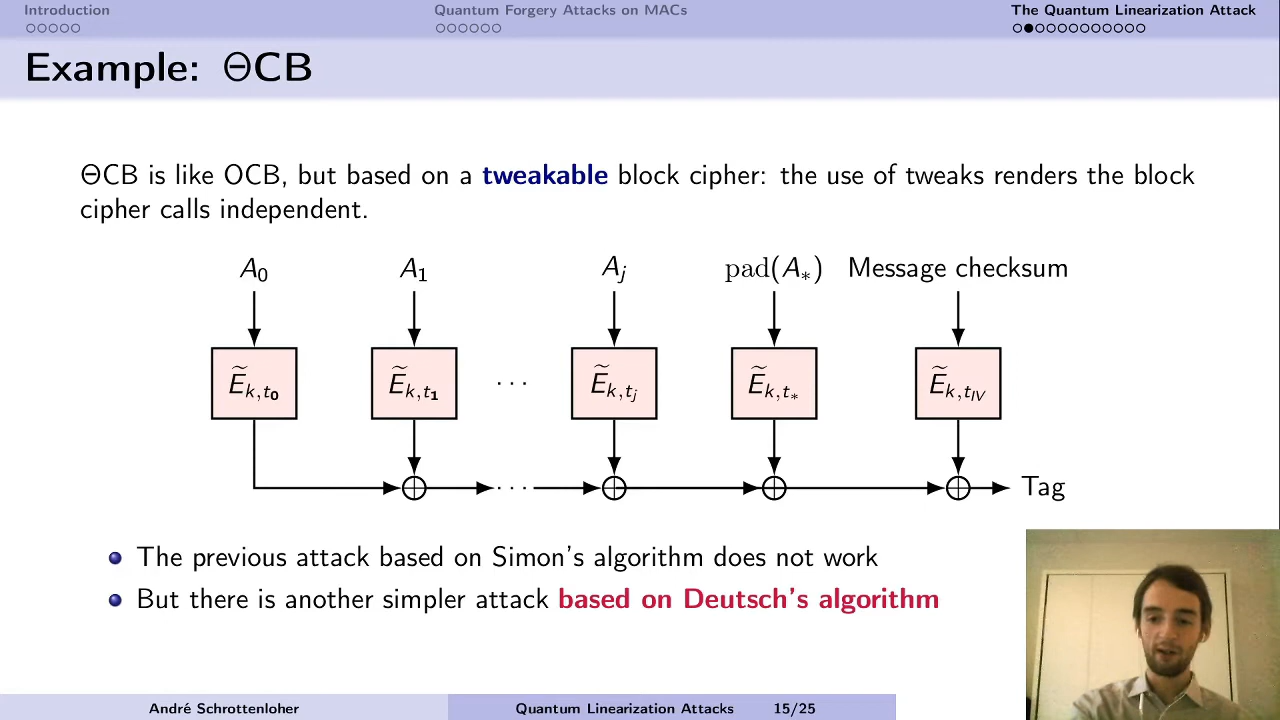 Introduction
Quantum Forgery Attacks on MACs
The Quantum Linearization Attack
Example: ΘCB
ΘCB is like OCB, but based on a tweakable block cipher: the use of tweaks renders the block
cipher calls independent.
A₀ A₁ Aⱼ pad(A∗) Message checksum
Ẽk,t₀ Ẽk,t₁ · · · Ẽk,tⱼ Ẽk,t∗ Ẽk,tIV
· · · Tag
The previous attack based on Simon's algorithm does not work
But there is another simpler attack based on Deutsch's algorithm
André Schrottenloher
Quantum Linearization Attacks
15/25